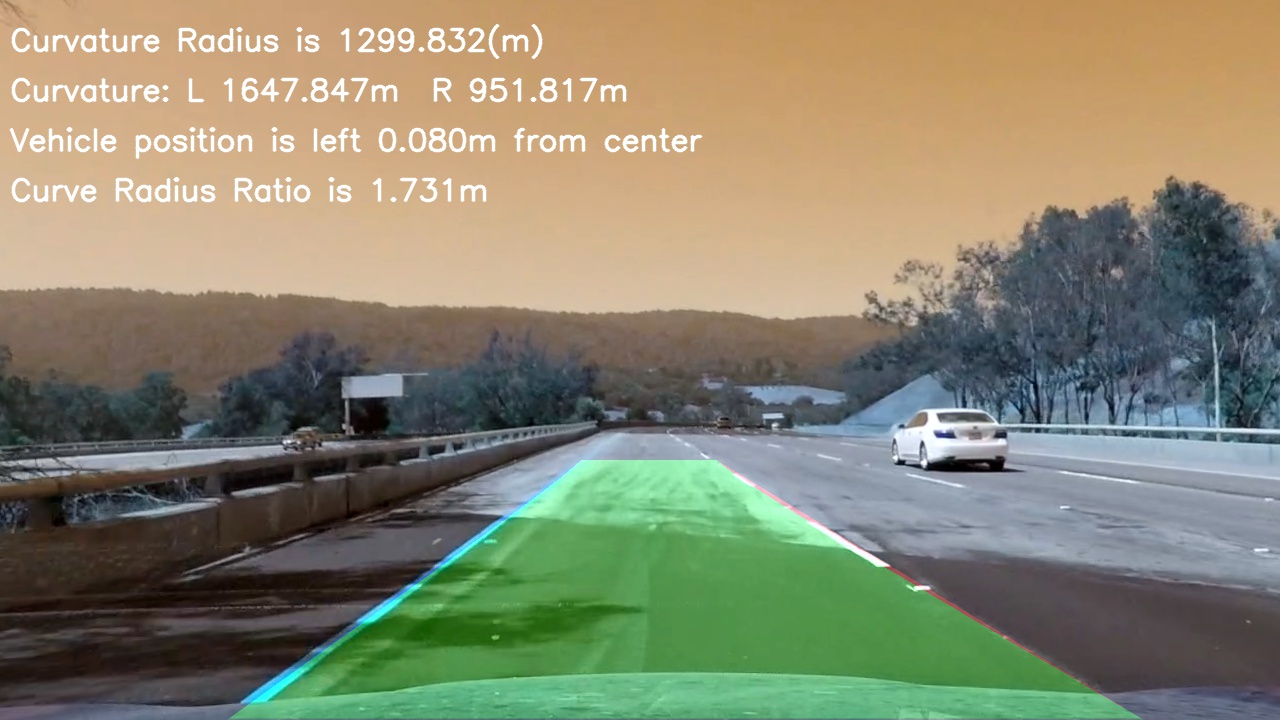 Curvature Radius is 1299.832(m)
Curvature: L 1647.847m R 951.817m
Vehicle position is left 0.080m from center
Curve Radius Ratio is 1.731m